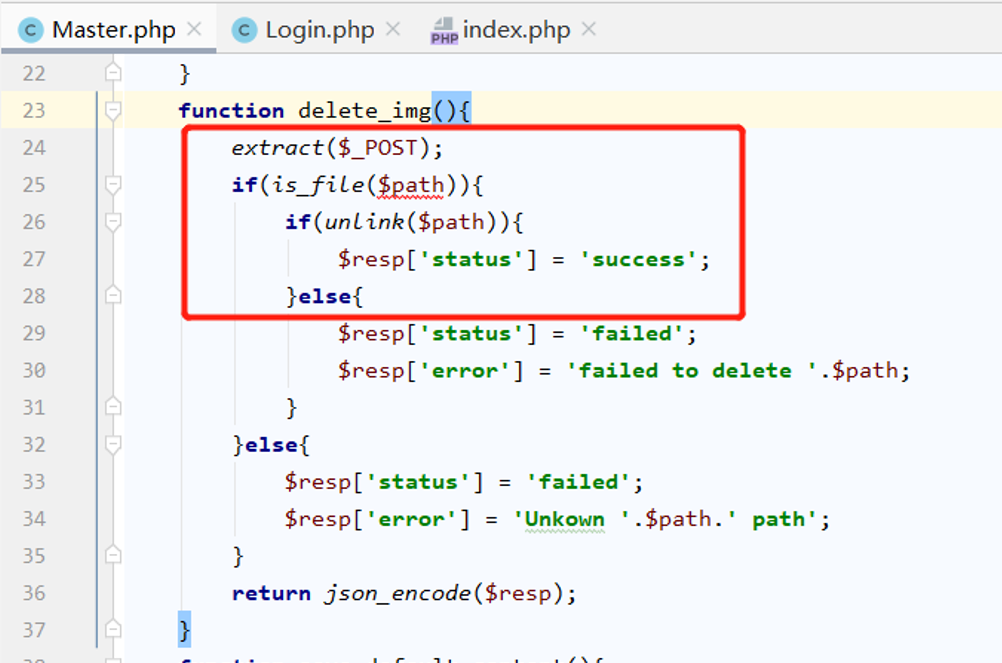 C Master.php × C Login.php × PHP index.php ×
22 }
23 function delete_img(){
24 extract($_POST);
25 if(is_file($path)){
26 if(unlink($path)){
27 $resp['status'] = 'success';
28 }else{
29 $resp['status'] = 'failed';
30 $resp['error'] = 'failed to delete '.$path;
31 }
32 }else{
33 $resp['status'] = 'failed';
34 $resp['error'] = 'Unkown '.$path.' path';
35 }
36 return json_encode($resp);
37 }